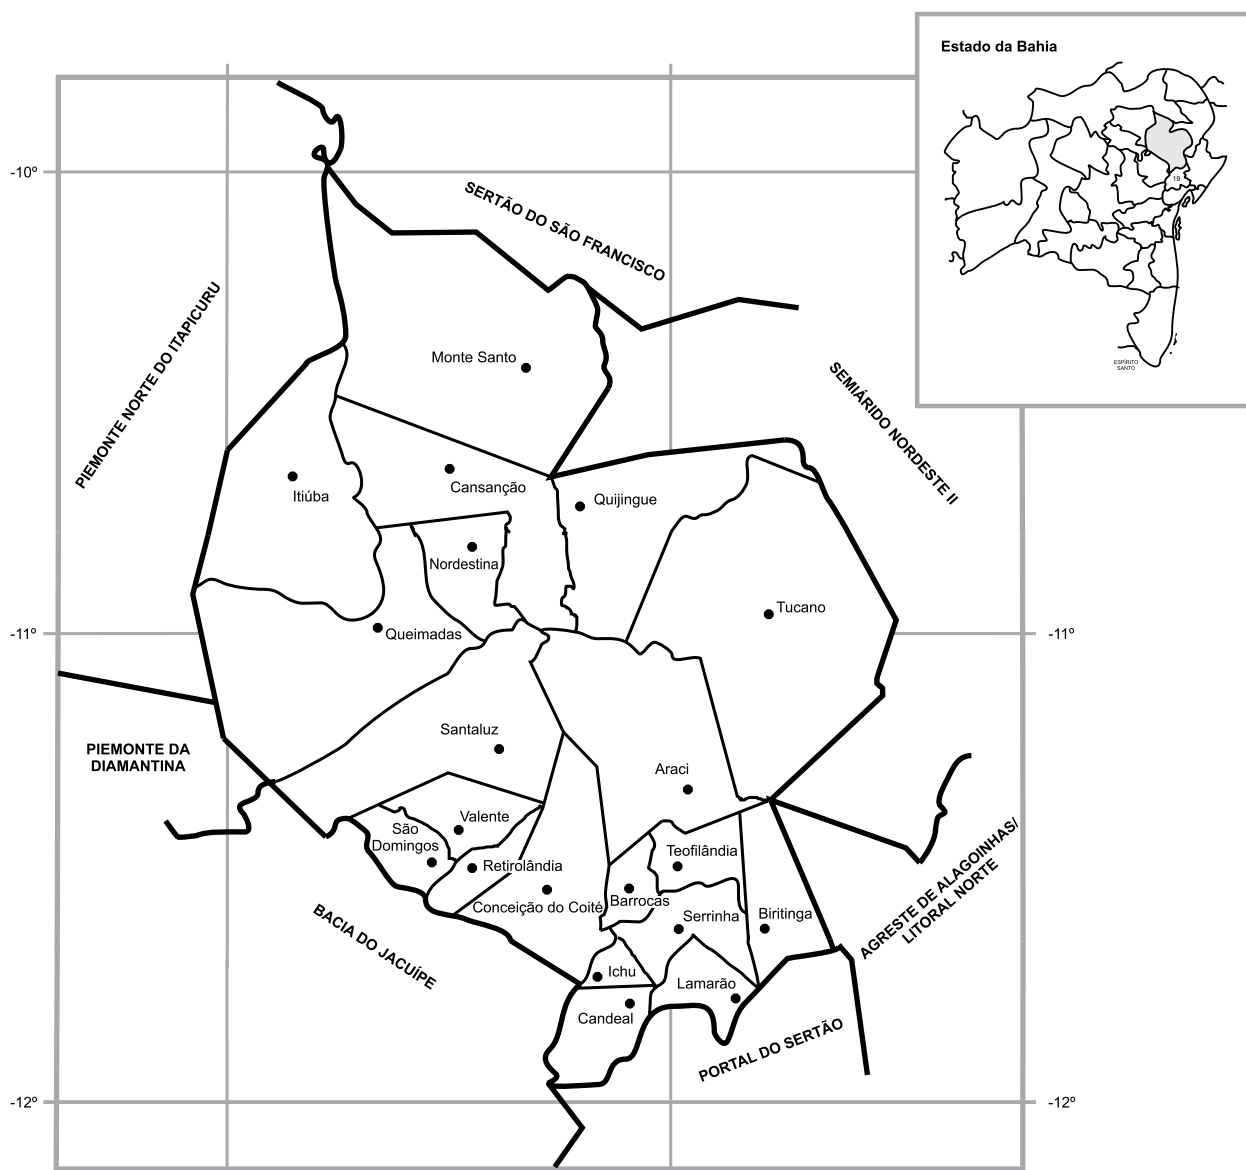 Estado da Bahia
19
ESPÍRITO
SANTO
-10º
SERTÃO DO SÃO FRANCISCO
PIEMONTE NORTE DO ITAPICURU
SEMIÁRIDO NORDESTE II
Monte Santo
Itiúba
Cansanção
Quijingue
Nordestina
Tucano
-11º
-11º
Queimadas
Santaluz
PIEMONTE DA
DIAMANTINA
Araci
São
Domingos
Valente
Retirolândia
Teofilândia
Conceição do Coité
Barrocas
Serrinha
Biritinga
AGRESTE DE ALAGOINHAS/
LITORAL NORTE
BACIA DO JACUÍPE
Ichu
Lamarão
Candeal
PORTAL DO SERTÃO
-12º
-12º